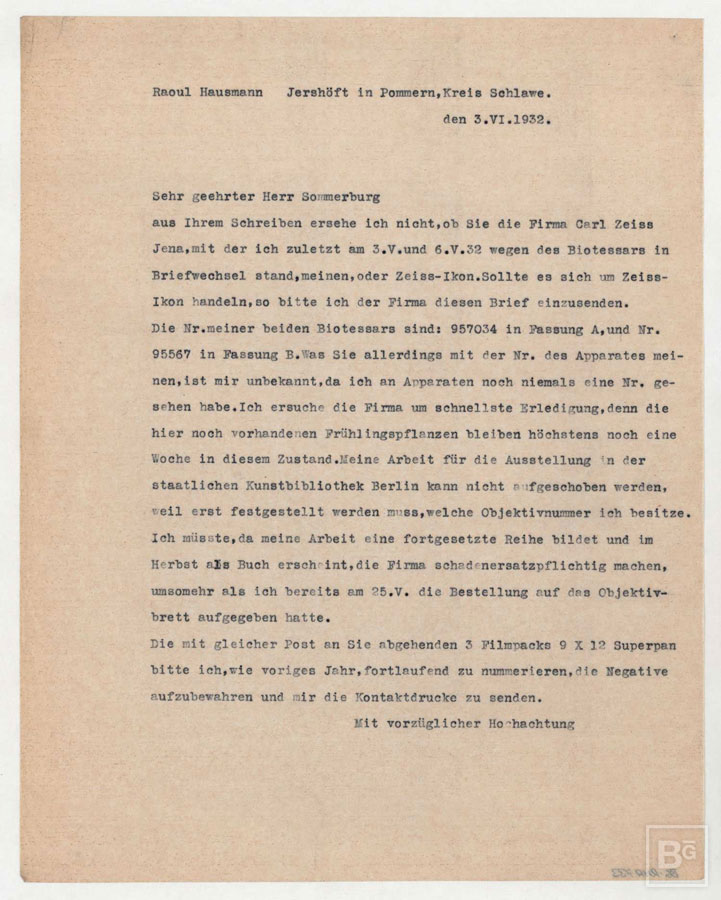 Raoul Hausmann   Jershöft in Pommern,Kreis Schlawe.
den 3.VI.1932.
Sehr geehrter Herr Sommerburg
aus Ihrem Schreiben ersehe ich nicht,ob Sie die Firma Carl Zeiss
Jena,mit der ich zuletzt am 3.V.und 6.V.32 wegen des Biotessars in
Briefwechsel stand,meinen,oder Zeiss-Ikon.Sollte es sich um Zeiss-
Ikon handeln,so bitte ich der Firma diesen Brief einzusenden.
Die Nr.meiner beiden Biotessars sind: 957034 in Fassung A,und Nr.
95567 in Fassung B.Was Sie allerdings mit der Nr. des Apparates mei-
nen,ist mir unbekannt,da ich an Apparaten noch niemals eine Nr. ge-
sehen habe.Ich ersuche die Firma um schnellste Erledigung,denn die
hier noch vorhandenen Frühlingspflanzen bleiben höchstens noch eine
Woche in diesem Zustand.Meine Arbeit für die Ausstellung in der
staatlichen Kunstbibliothek Berlin kann nicht aufgeschoben werden,
weil erst festgestellt werden muss,welche Objektivnummer ich besitze.
Ich müsste,da meine Arbeit eine fortgesetzte Reihe bildet und im
Herbst als Buch erscheint,die Firma schadenersatzpflichtig machen,
umsomehr als ich bereits am 25.V. die Bestellung auf das Objektiv-
brett aufgegeben hatte.
Die mit gleicher Post an Sie abgehenden 3 Filmpacks 9 X 12 Superpan
bitte ich,wie voriges Jahr,fortlaufend zu nummerieren,die Negative
aufzubewahren und mir die Kontaktdrucke zu senden.
Mit vorzüglicher Hochachtung
BG